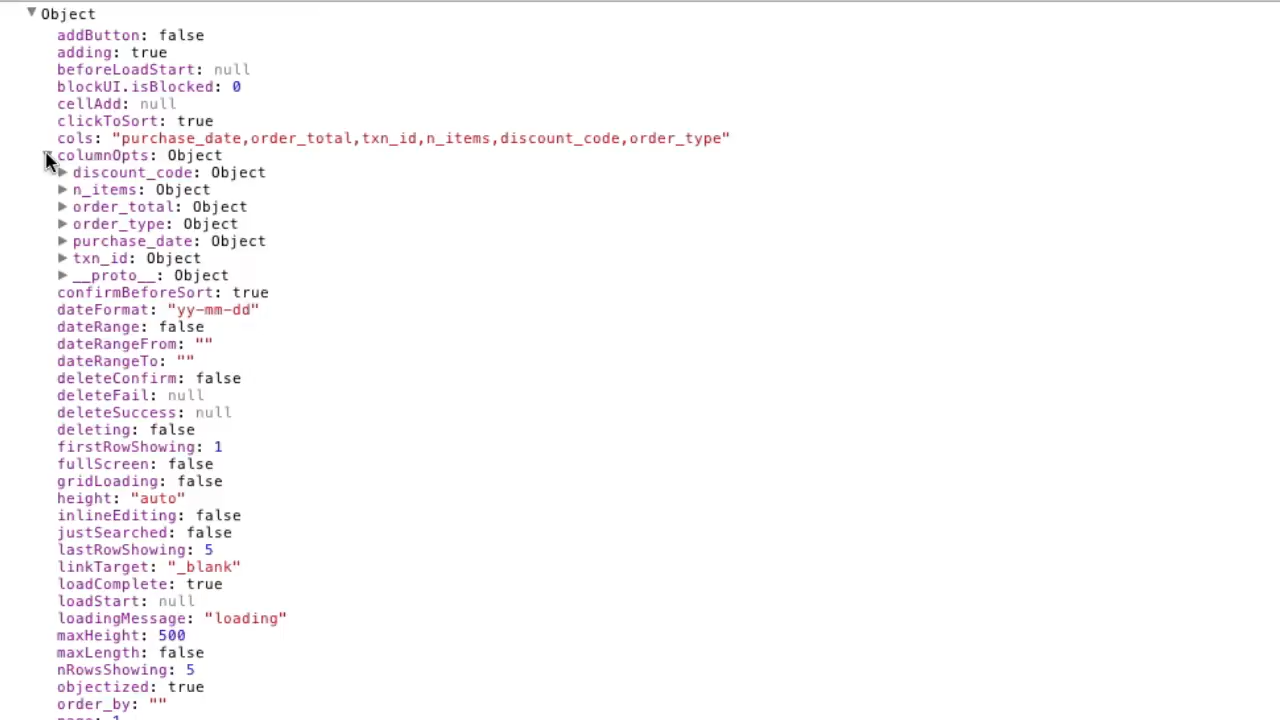 Object
addButton: false
adding: true
beforeLoadStart: null
blockUI.isBlocked: 0
cellAdd: null
clickToSort: true
cols: "purchase_date,order_total,txn_id,n_items,discount_code,order_type"
columnOpts: Object
discount_code: Object
n_items: Object
order_total: Object
order_type: Object
purchase_date: Object
txn_id: Object
__proto__: Object
confirmBeforeSort: true
dateFormat: "yy-mm-dd"
dateRange: false
dateRangeFrom: ""
dateRangeTo: ""
deleteConfirm: false
deleteFail: null
deleteSuccess: null
deleting: false
firstRowShowing: 1
fullScreen: false
gridLoading: false
height: "auto"
inlineEditing: false
justSearched: false
lastRowShowing: 5
linkTarget: "_blank"
loadComplete: true
loadStart: null
loadingMessage: "loading"
maxHeight: 500
maxLength: false
nRowsShowing: 5
objectized: true
order_by: ""
page: 1